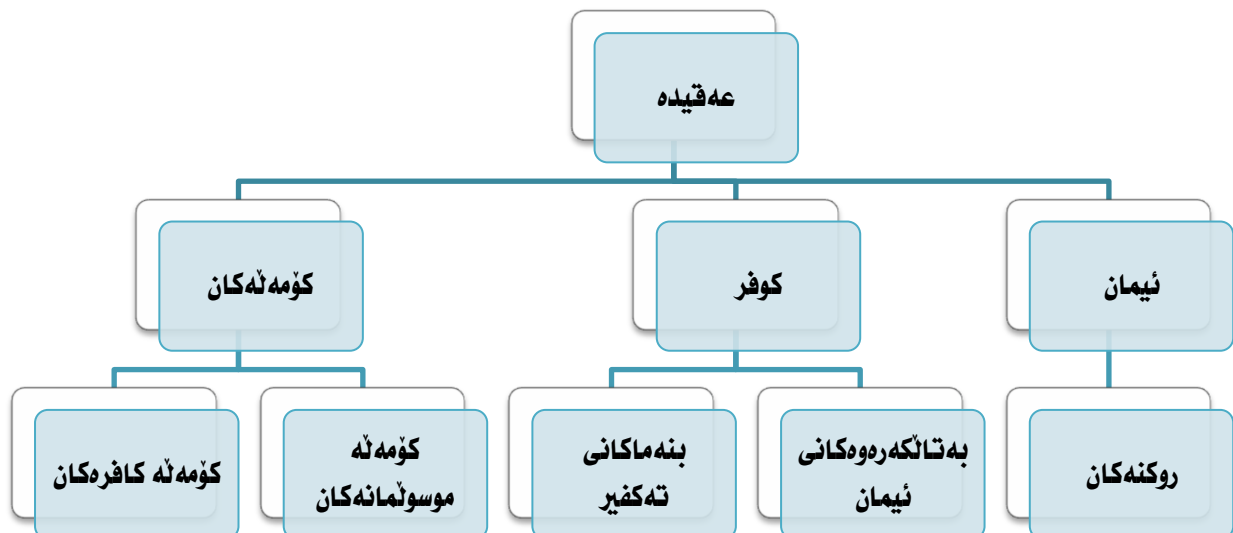 عەقیدە
ئیمان
کوفر
کۆمەڵەکان
روکنەکان
بەتاڵکەرەوەکانی
ئیمان
بنەماکانی
تەکفیر
کۆمەڵە
موسوڵمانەکان
کۆمەڵە کافرەکان